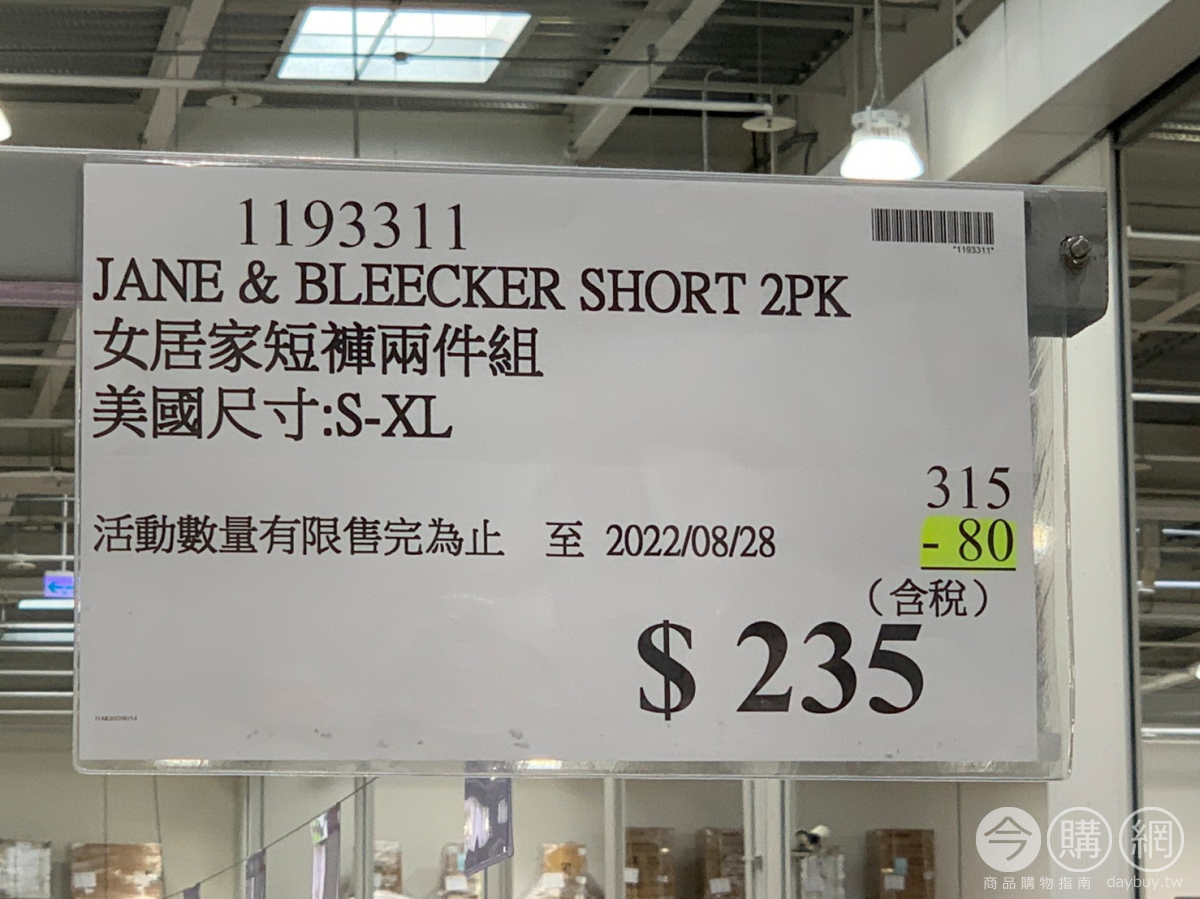 1193311
*1193311*
JANE & BLEECKER SHORT 2PK
女居家短褲兩件組
美國尺寸:S-XL
315
活動數量有限售完為止 至 2022/08/28
- 80
(含稅)
$ 235
今購網
商品購物指南 daybuy.tw